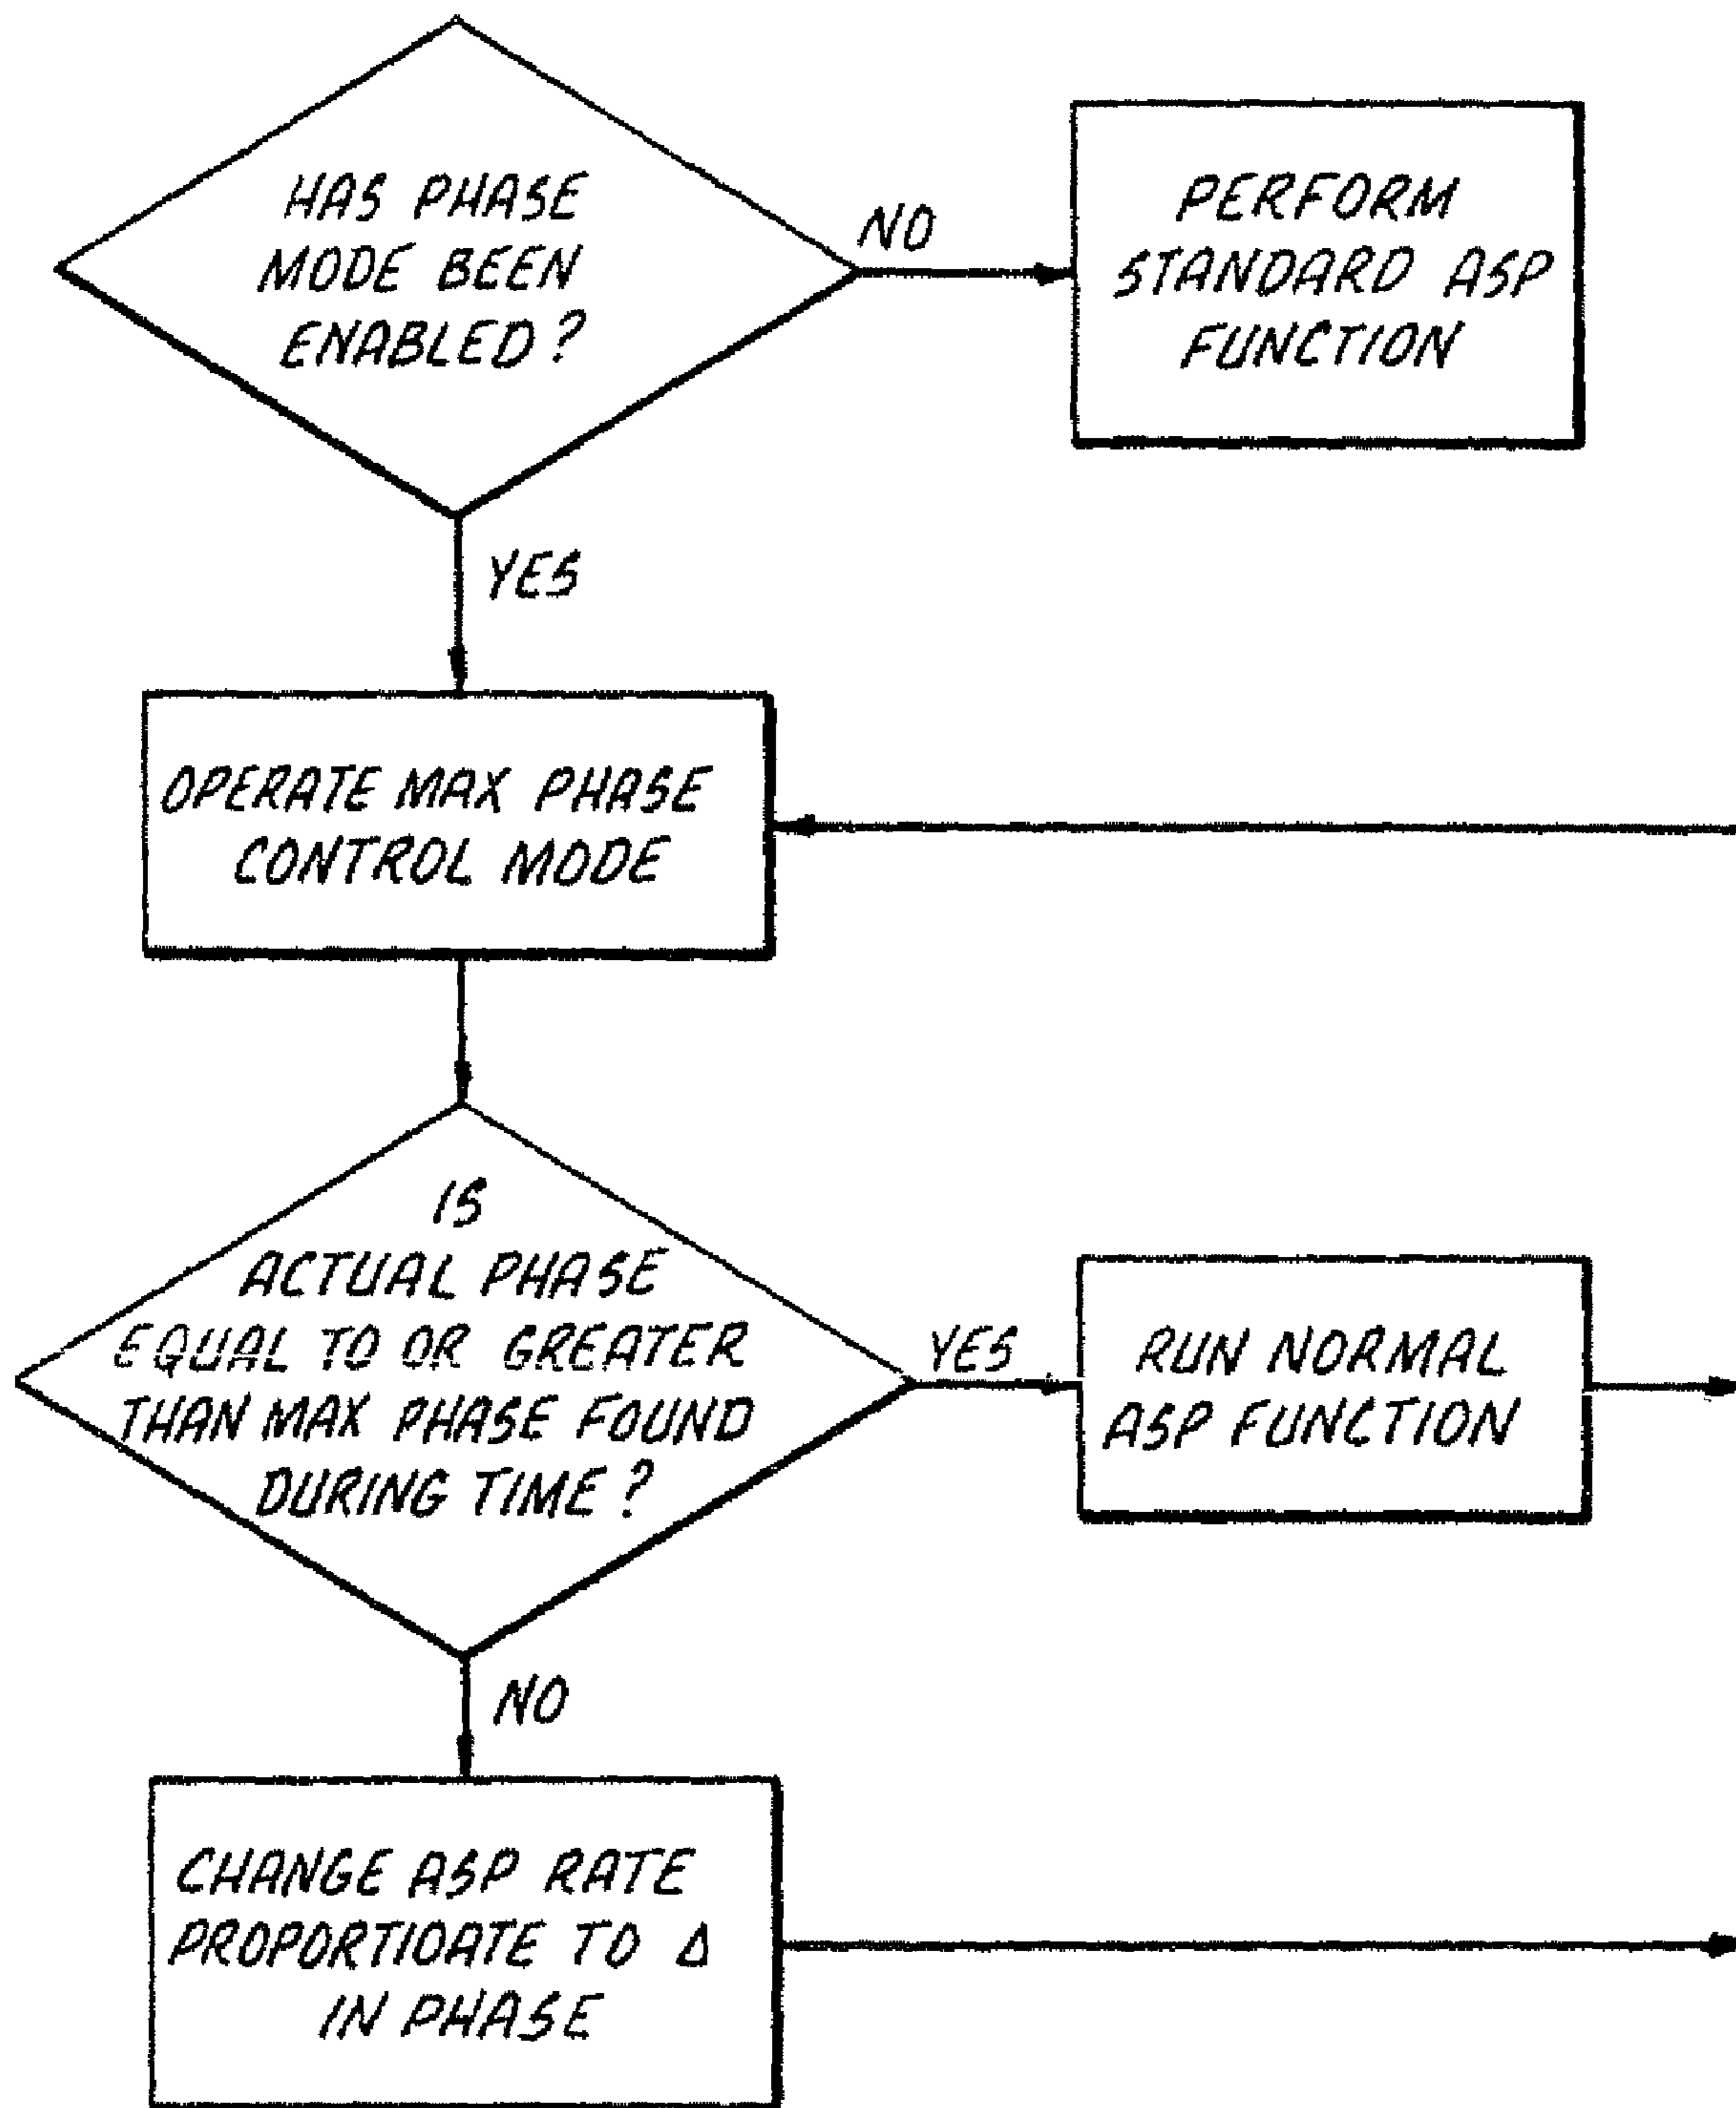 HAS PHASE
MODE BEEN
ENABLED?
NO
PERFORM
STANDARD ASP
FUNCTION
YES
OPERATE MAX PHASE
CONTROL MODE
IS
ACTUAL PHASE
EQUAL TO OR GREATER
THAN MAX PHASE FOUND
DURING TIME?
YES
RUN NORMAL
ASP FUNCTION
NO
CHANGE ASP RATE
PROPORTIOATE TO Δ
IN PHASE